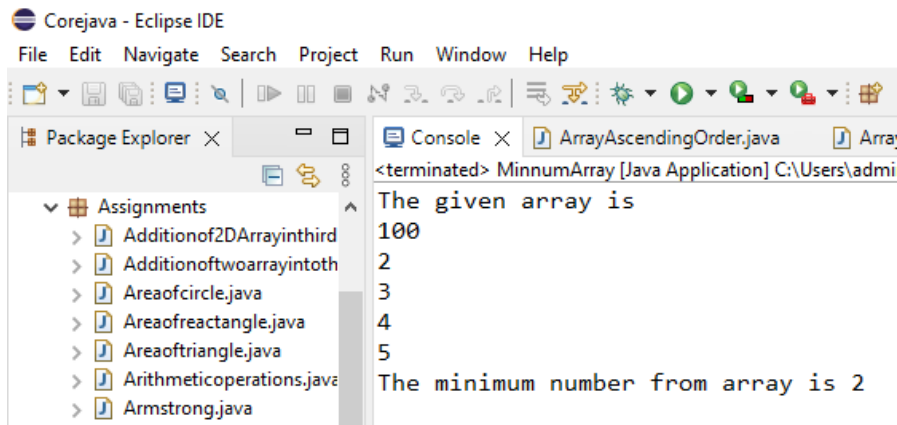 Corejava - Eclipse IDE
File Edit Navigate Search Project Run Window Help
Package Explorer
Console ArrayAscendingOrder.java Array
<terminated> MinnumArray [Java Application] C:\Users\admi
Assignments
Additionof2DArrayinthird
Additionoftwoarrayintoth
Areaofcircle.java
Areaofreactangle.java
Areaoftriangle.java
Arithmeticoperations.java
Armstrong.java
The given array is
100
2
3
4
5
The minimum number from array is 2